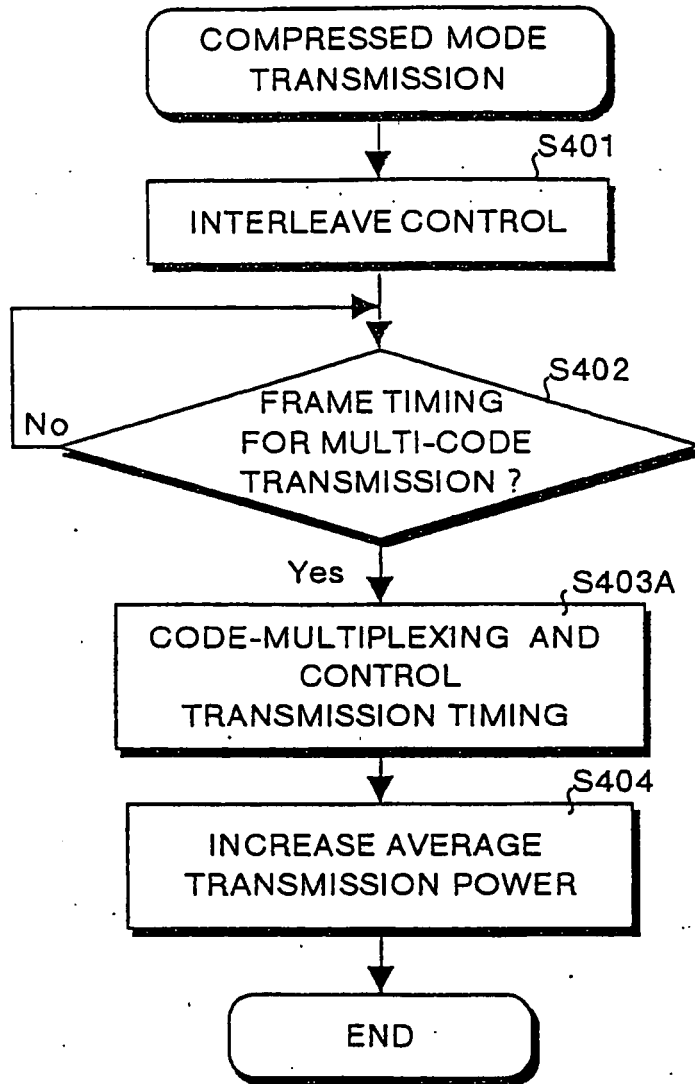 COMPRESSED MODE
TRANSMISSION
S401
INTERLEAVE CONTROL
S402
FRAME TIMING
FOR MULTI-CODE
TRANSMISSION ?
No
Yes
S403A
CODE-MULTIPLEXING AND
CONTROL
TRANSMISSION TIMING
S404
INCREASE AVERAGE
TRANSMISSION POWER
END